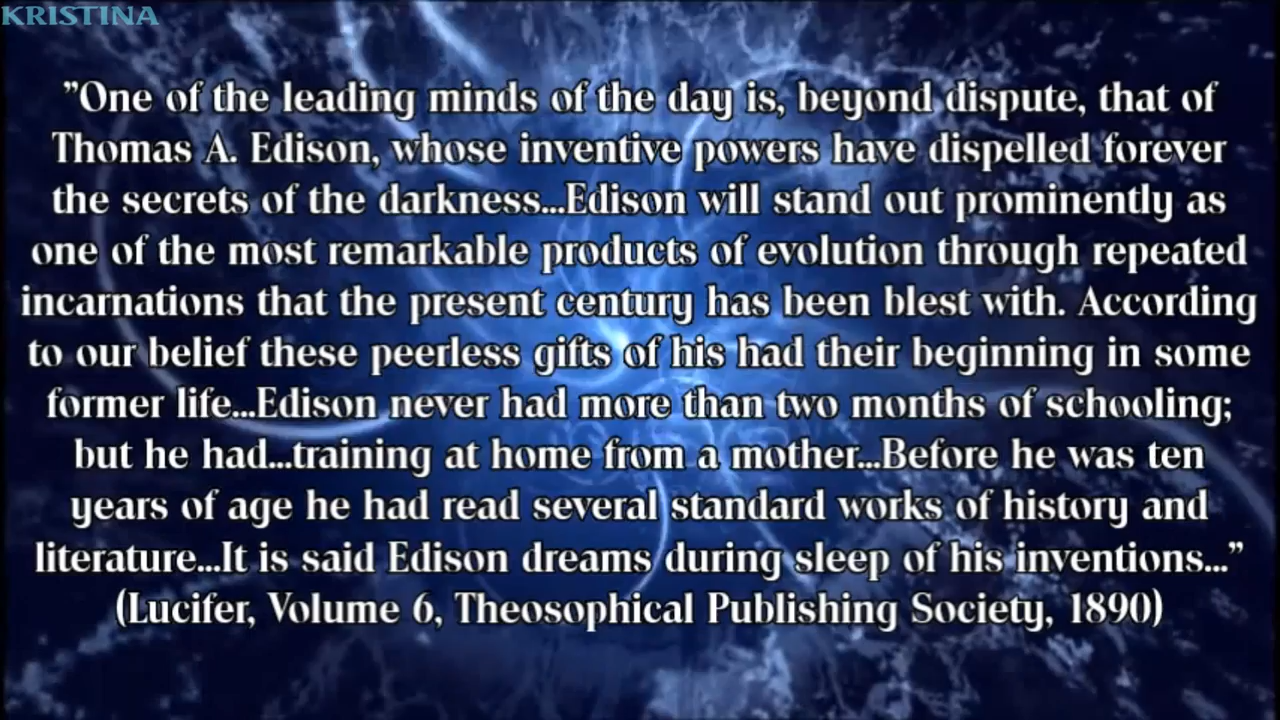 KRISTINA
"One of the leading minds of the day is, beyond dispute, that of
Thomas A. Edison, whose inventive powers have dispelled forever
the secrets of the darkness...Edison will stand out prominently as
one of the most remarkable products of evolution through repeated
incarnations that the present century has been blest with. According
to our belief these peerless gifts of his had their beginning in some
former life...Edison never had more than two months of schooling;
but he had...training at home from a mother...Before he was ten
years of age he had read several standard works of history and
literature...It is said Edison dreams during sleep of his inventions..."
(Lucifer, Volume 6, Theosophical Publishing Society, 1890)